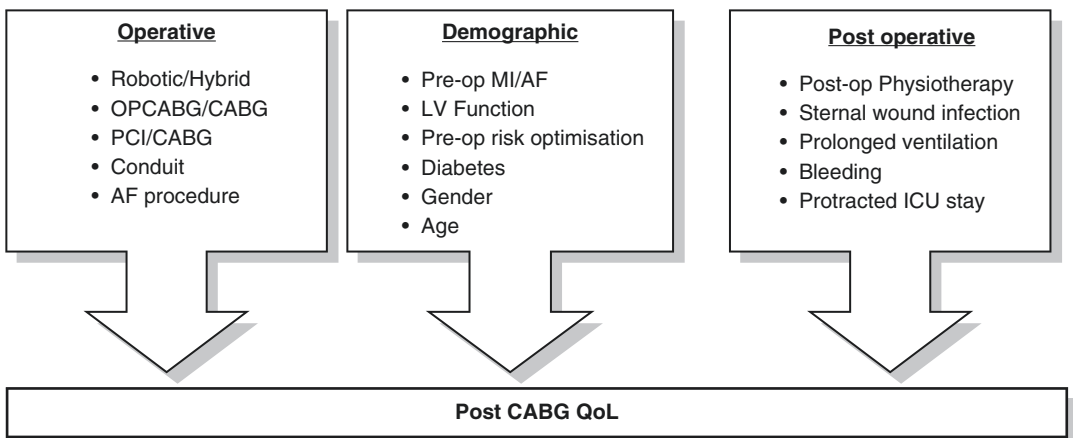 Operative
• Robotic/Hybrid
• OPCABG/CABG
• PCI/CABG
• Conduit
• AF procedure
Demographic
• Pre-op MI/AF
• LV Function
• Pre-op risk optimisation
• Diabetes
• Gender
• Age
Post operative
• Post-op Physiotherapy
• Sternal wound infection
• Prolonged ventilation
• Bleeding
• Protracted ICU stay
Post CABG QoL